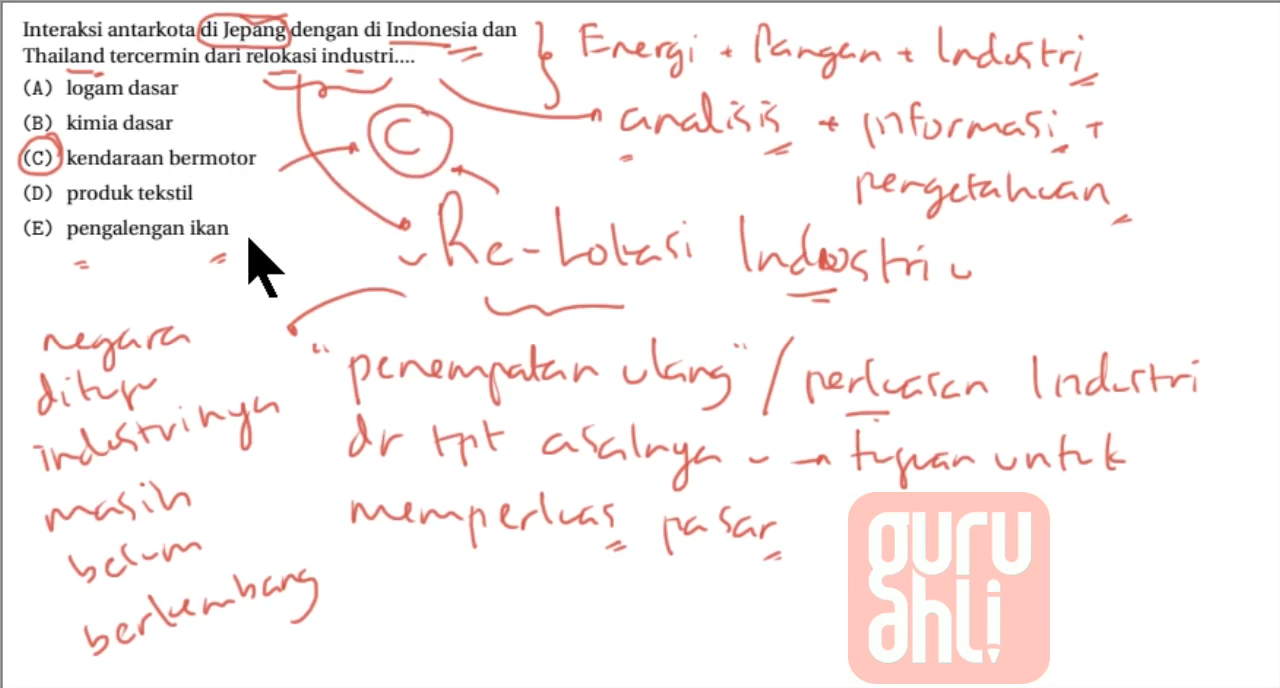 Interaksi antarkota di Jepang dengan di Indonesia dan
Thailand tercermin dari relokasi industri....
(A) logam dasar
(B) kimia dasar
(C) kendaraan bermotor
(D) produk tekstil
(E) pengalengan ikan
Energi + Pangan + Industri
analisis + informasi +
pengetahuan
C
Re-Lokasi Industri
"penempatan ulang" / perluasan Industri
dr tpt asalnya → tujuan untuk
memperluas pasar
negara
industrinya
masih
belum
berkembang
guru
ahli